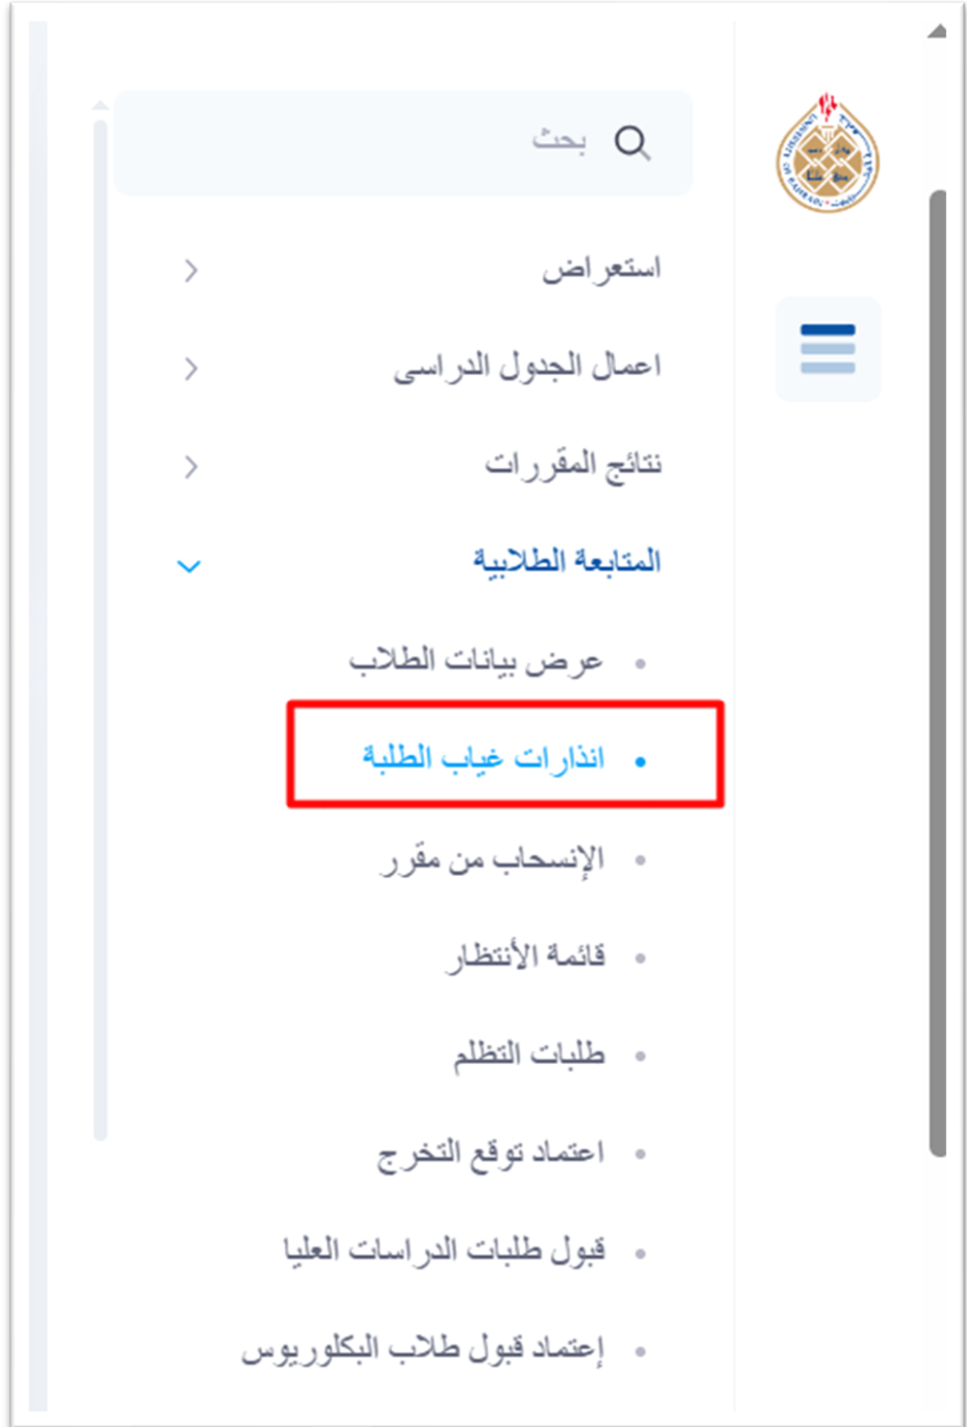 بحث
استعراض
اعمال الجدول الدراسى
نتائج المقررات
المتابعة الطلابية
عرض بيانات الطلاب
انذارات غياب الطلبة
الإنسحاب من مقرر
قائمة الأنتظار
طلبات التظلم
اعتماد توقع التخرج
قبول طلبات الدراسات العليا
إعتماد قبول طلاب البكلوريوس